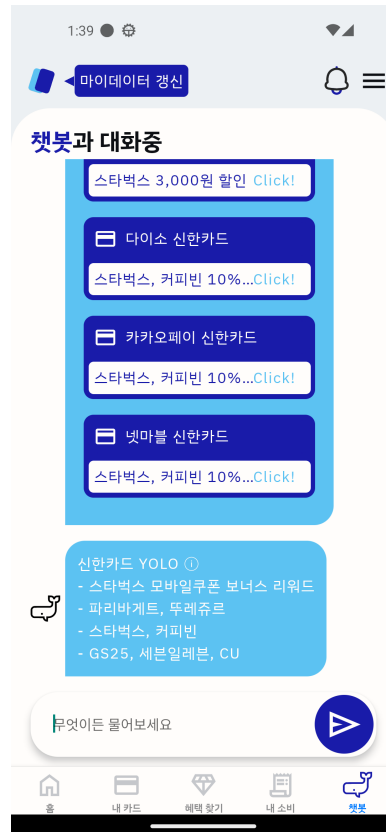 1:39
마이데이터 갱신
챗봇과 대화중
스타벅스 3,000원 할인 Click!
다이소 신한카드
스타벅스, 커피빈 10%...Click!
카카오페이 신한카드
스타벅스, 커피빈 10%...Click!
넷마블 신한카드
스타벅스, 커피빈 10%...Click!
신한카드 YOLO ⓘ
- 스타벅스 모바일쿠폰 보너스 리워드
- 파리바게트, 뚜레쥬르
- 스타벅스, 커피빈
- GS25, 세븐일레븐, CU
무엇이든 물어보세요
홈 내 카드 혜택 찾기 내 소비 챗봇